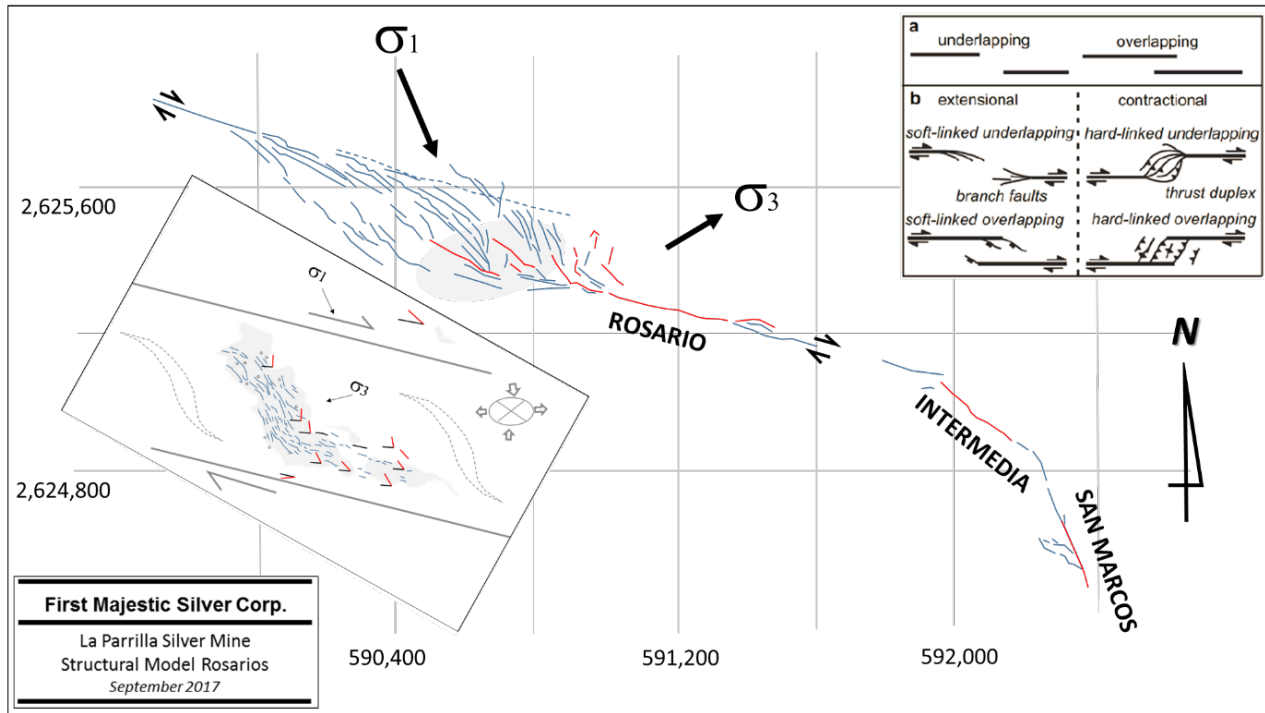 σ1
a
underlapping overlapping
b extensional contractional
soft-linked underlapping hard-linked underlapping
branch faults thrust duplex
soft-linked overlapping hard-linked overlapping
2,625,600
σ3
σ1
ROSARIO
N
σ3
INTERMEDIA
2,624,800
SAN MARCOS
First Majestic Silver Corp.
La Parrilla Silver Mine
Structural Model Rosarios
September 2017
590,400 591,200 592,000